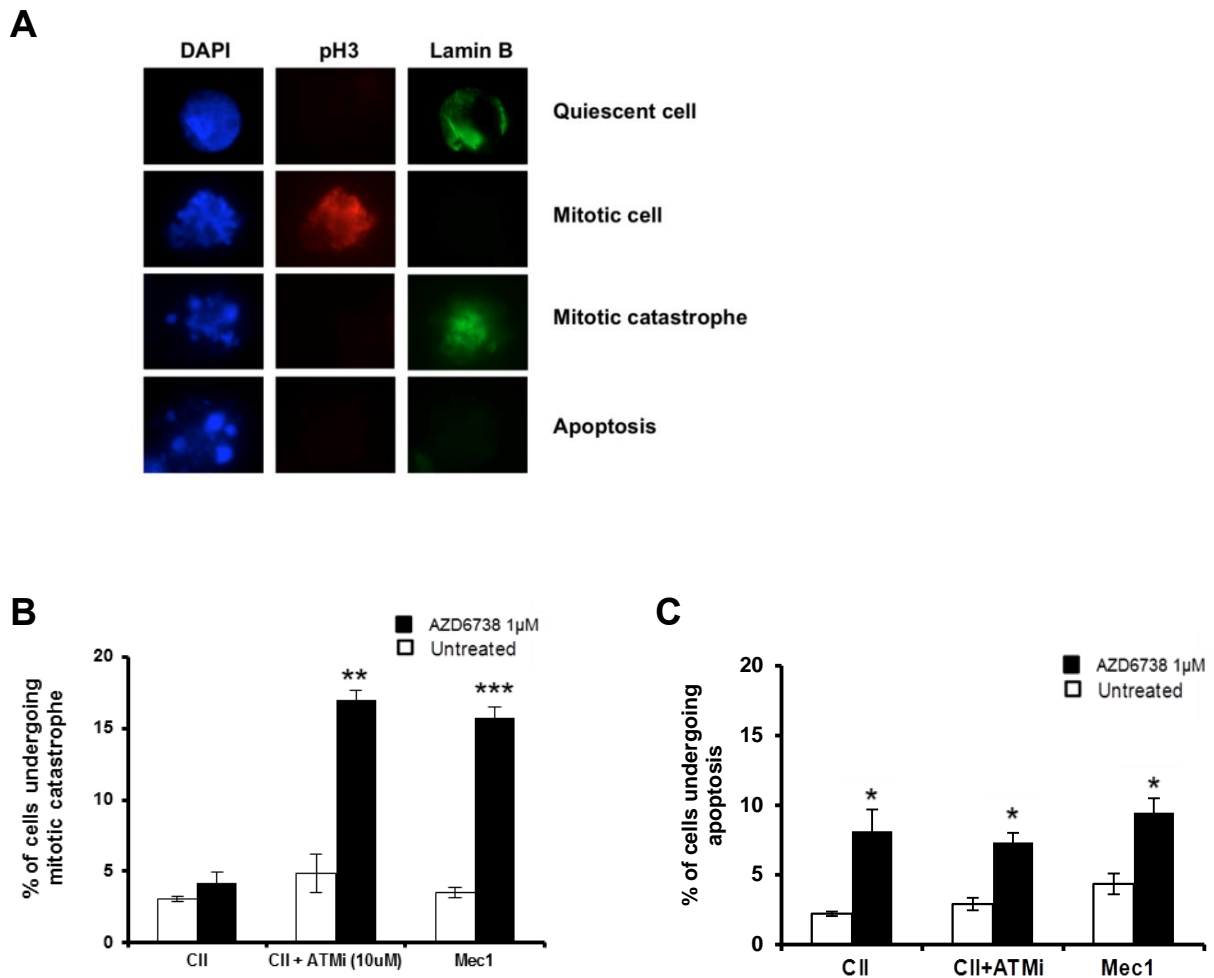 A
DAPI pH3 Lamin B
Quiescent cell
Mitotic cell
Mitotic catastrophe
Apoptosis
B
% of cells undergoing
mitotic catastrophe
AZD6738 1µM
Untreated
20
15
10
5
0
**
***
CII CII + ATMi (10uM) Mec1
C
% of cells undergoing
apoptosis
AZD6738 1µM
Untreated
20
15
10
5
0
*
*
*
CII CII+ATMi Mec1